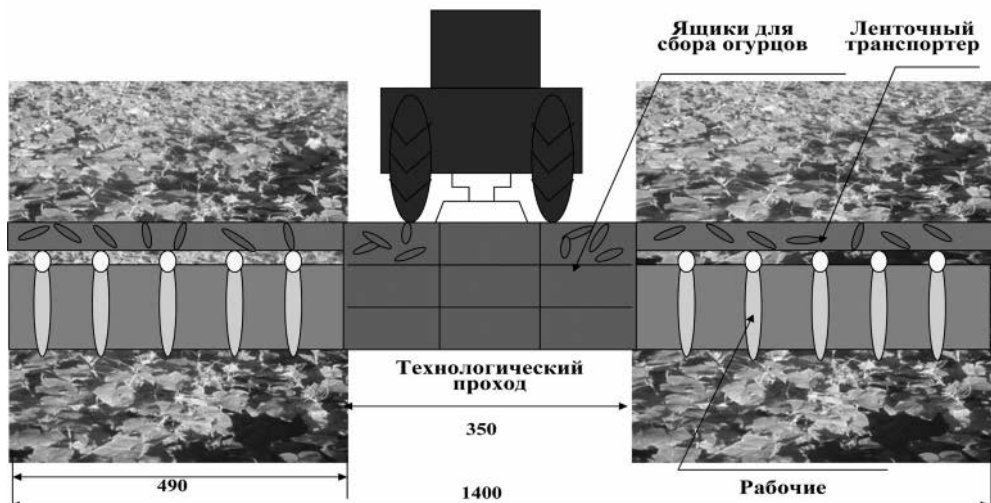 Ящики для
сбора огурцов
Ленточный
транспортер
Технологический
проход
350
490
1400
Рабочие